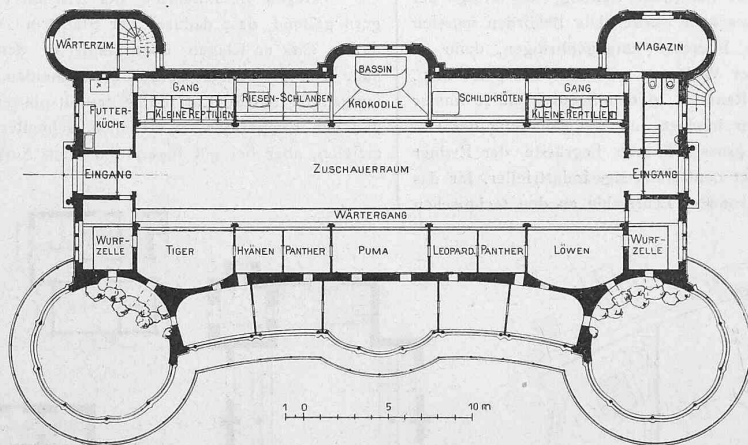 WÄRTERZIM.
MAGAZIN
BASSIN
GANG
GANG
RIESEN-SCHLANGEN
KROKODILE
SCHILDKRÖTEN
KLEINE REPTILIEN
KLEINE REPTILIEN
FUTTER-
KÜCHE
EINGANG
ZUSCHAUERRAUM
EINGANG
WÄRTERGANG
WURF-
ZELLE
TIGER
HYÄNEN
PANTHER
PUMA
LEOPARD
PANTHER
LÖWEN
WURF-
ZELLE
1 0 5 10 m